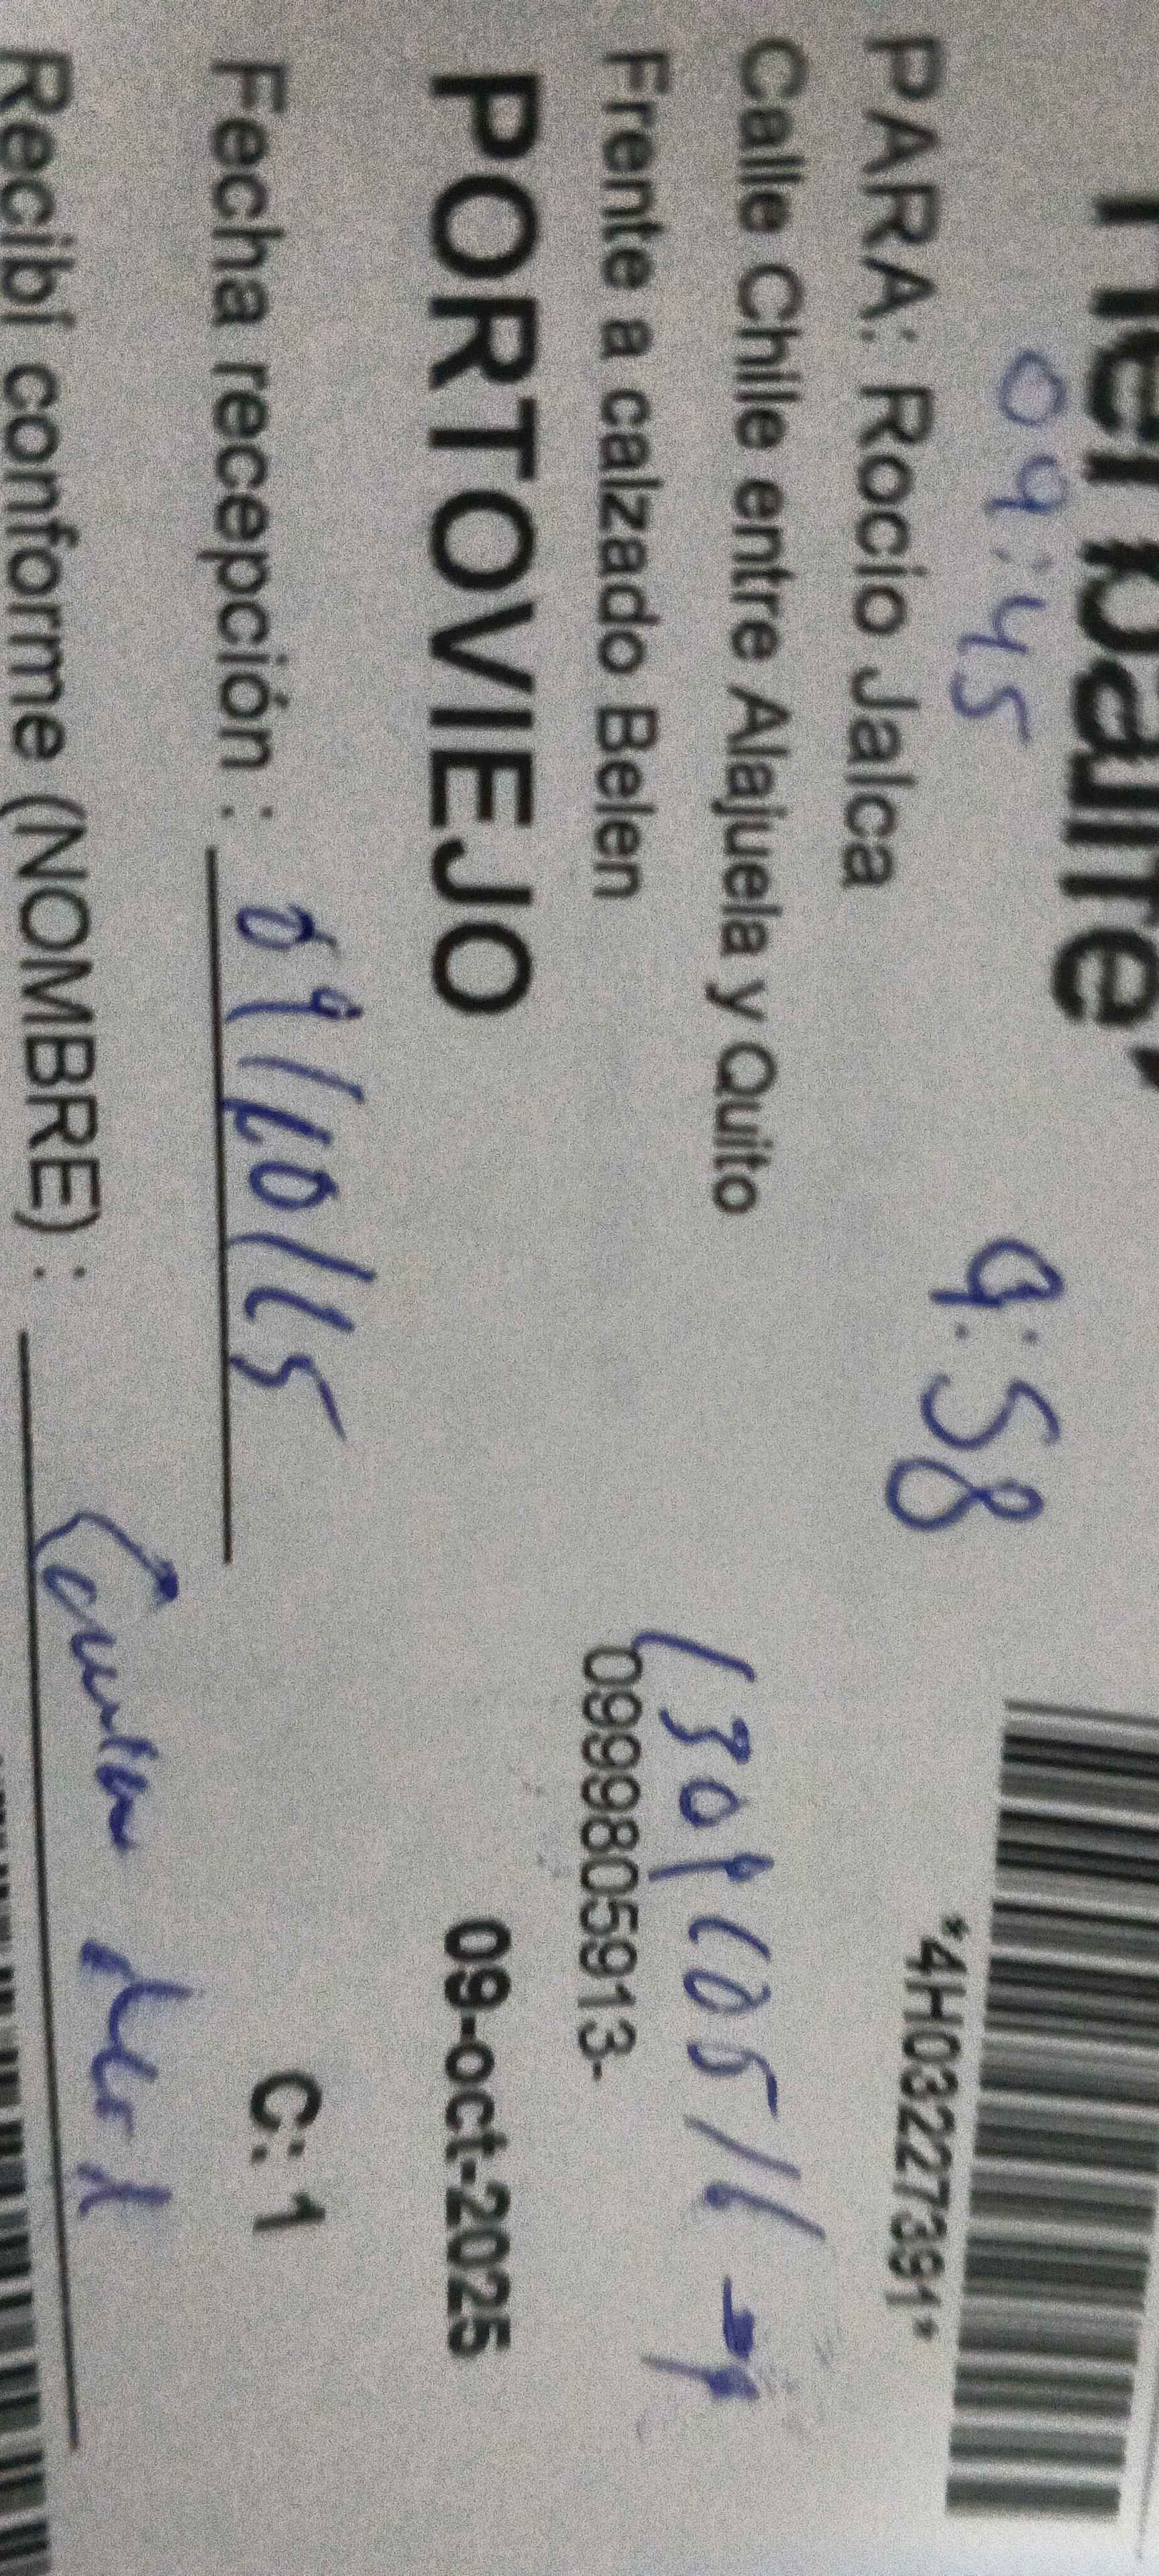 09:45
9:58
*4H03227391*
PARA: Rocio Jalca
Calle Chile entre Alajuela y Quito
Frente a calzado Belen
0999805913-
PORTOVIEJO
09-oct-2025
Fecha recepción :
C: 1
Recibí conforme (NOMBRE) :